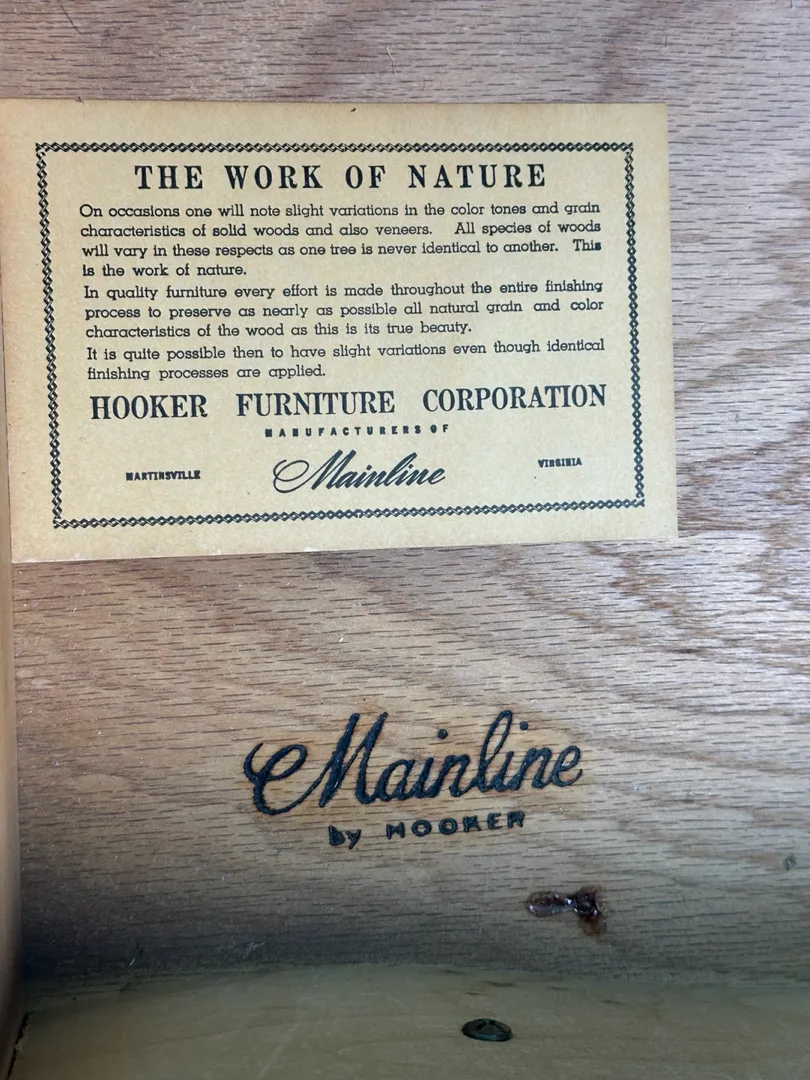 THE WORK OF NATURE
On occasions one will note slight variations in the color tones and grain
characteristics of solid woods and also veneers. All species of woods
will vary in these respects as one tree is never identical to another. This
is the work of nature.
In quality furniture every effort is made throughout the entire finishing
process to preserve as nearly as possible all natural grain and color
characteristics of the wood as this is its true beauty.
It is quite possible then to have slight variations even though identical
finishing processes are applied.
HOOKER FURNITURE CORPORATION
MANUFACTURERS OF
MARTINSVILLE Mainline VIRGINIA
Mainline
by HOOKER